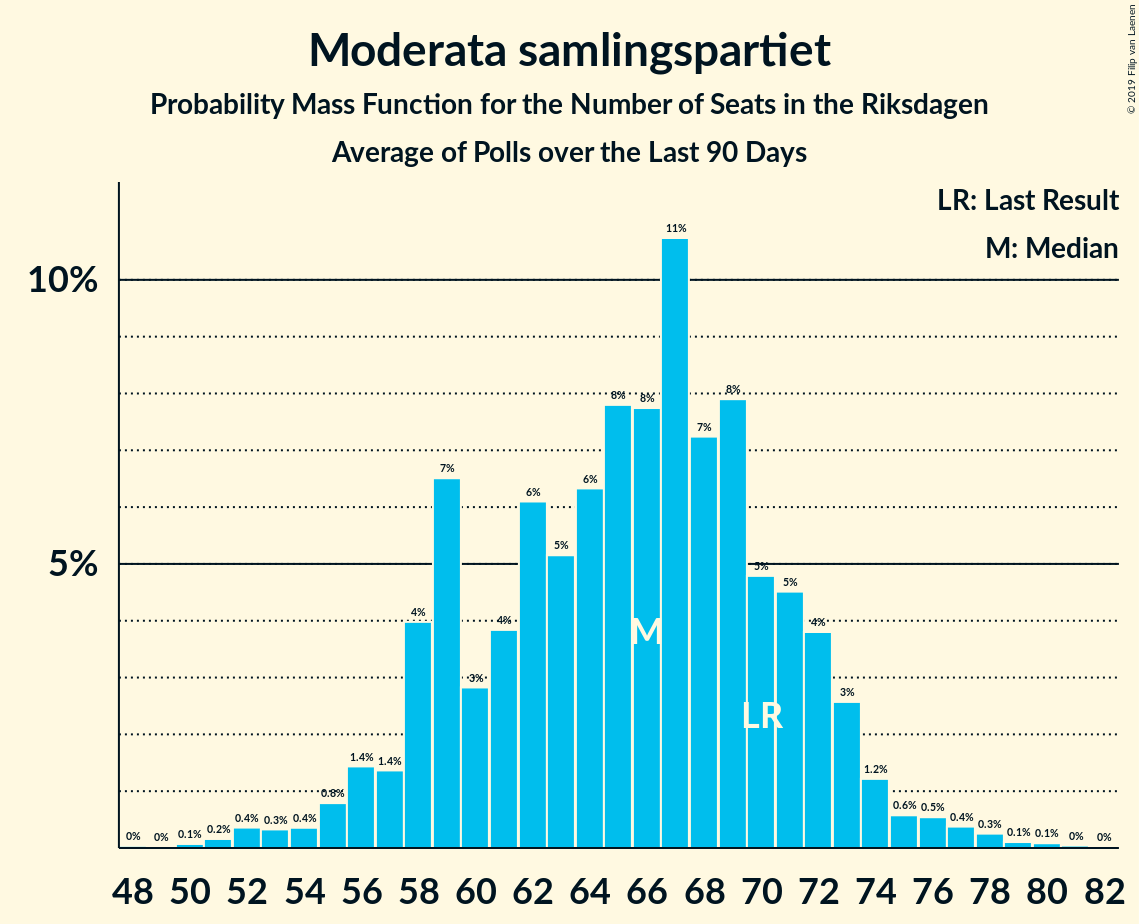 Moderata samlingspartiet
Probability Mass Function for the Number of Seats in the Riksdagen
Average of Polls over the Last 90 Days
© 2019 Filip van Laenen
LR: Last Result
M: Median
10%
5%
0% 0% 0.1% 0.2% 0.4% 0.3% 0.4% 0.8% 1.4% 1.4% 4% 7% 3% 4% 6% 5% 6% 8% 8% 11% 7% 8% 5% 5% 4% 3% 1.2% 0.6% 0.5% 0.4% 0.3% 0.1% 0.1% 0% 0%
M
LR
48 50 52 54 56 58 60 62 64 66 68 70 72 74 76 78 80 82